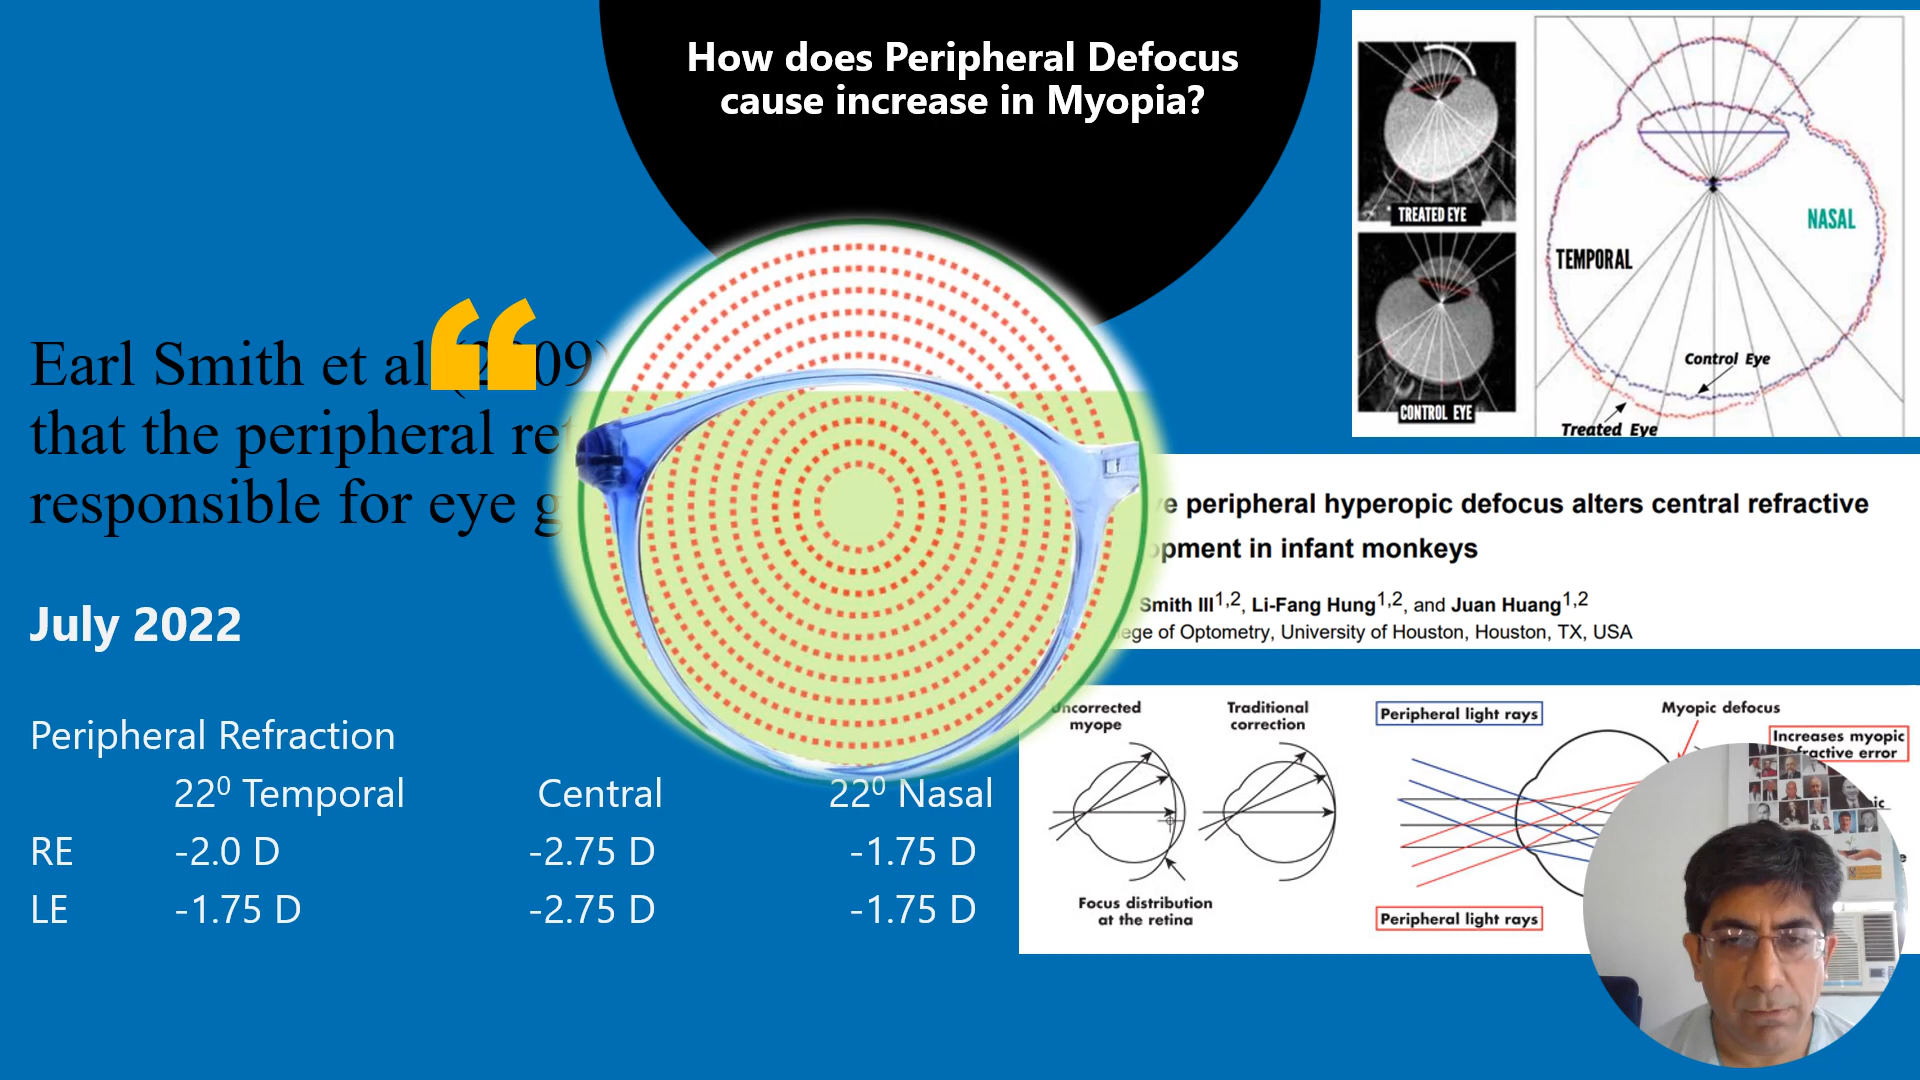 How does Peripheral Defocus
cause increase in Myopia?
Earl Smith et al
that the peripheral
responsible for eye
July 2022
Peripheral Refraction
22⁰ Temporal Central 22⁰ Nasal
RE -2.0 D -2.75 D -1.75 D
LE -1.75 D -2.75 D -1.75 D
TREATED EYE
CONTROL EYE
TEMPORAL
NASAL
Control Eye
Treated Eye
peripheral hyperopic defocus alters central refractive
in infant monkeys
Smith III1,2, Li-Fang Hung1,2, and Juan Huang1,2
of Optometry, University of Houston, Houston, TX, USA
Uncorrected
myope
Traditional
correction
Focus distribution
at the retina
Peripheral light rays
Myopic defocus
Increases myopic
error
Peripheral light rays